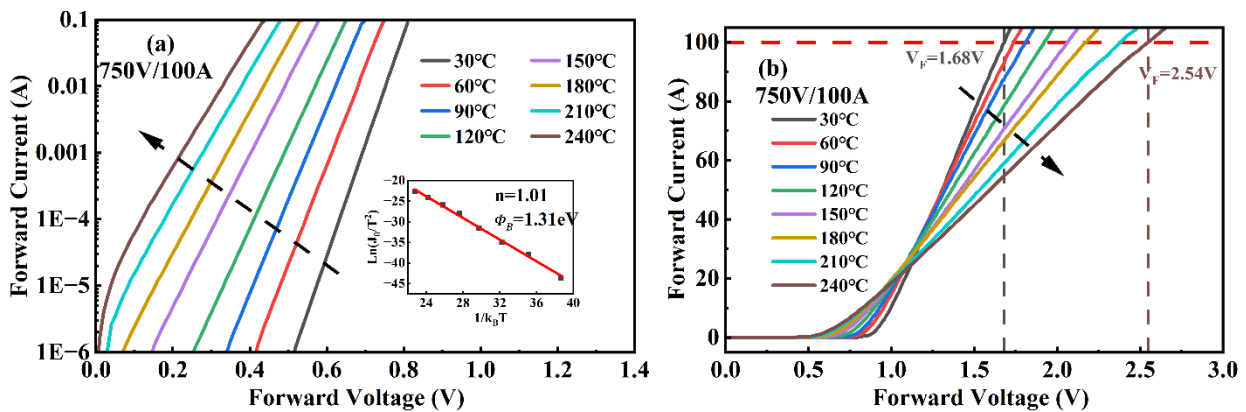 (a)
750V/100A
30℃
60℃
90℃
120℃
150℃
180℃
210℃
240℃
n=1.01
ϕB=1.31eV
Ln(J0/T²)
−20
−25
−30
−35
−40
−45
24 28 32 36 40
1/kBT
Forward Current (A)
0.1
0.01
0.001
1E-4
1E-5
1E-6
0.0 0.2 0.4 0.6 0.8 1.0 1.2 1.4
Forward Voltage (V)
(b)
VF=1.68V
VF=2.54V
750V/100A
30℃
60℃
90℃
120℃
150℃
180℃
210℃
240℃
Forward Current (A)
100
80
60
40
20
0
0.0 0.5 1.0 1.5 2.0 2.5 3.0
Forward Voltage (V)